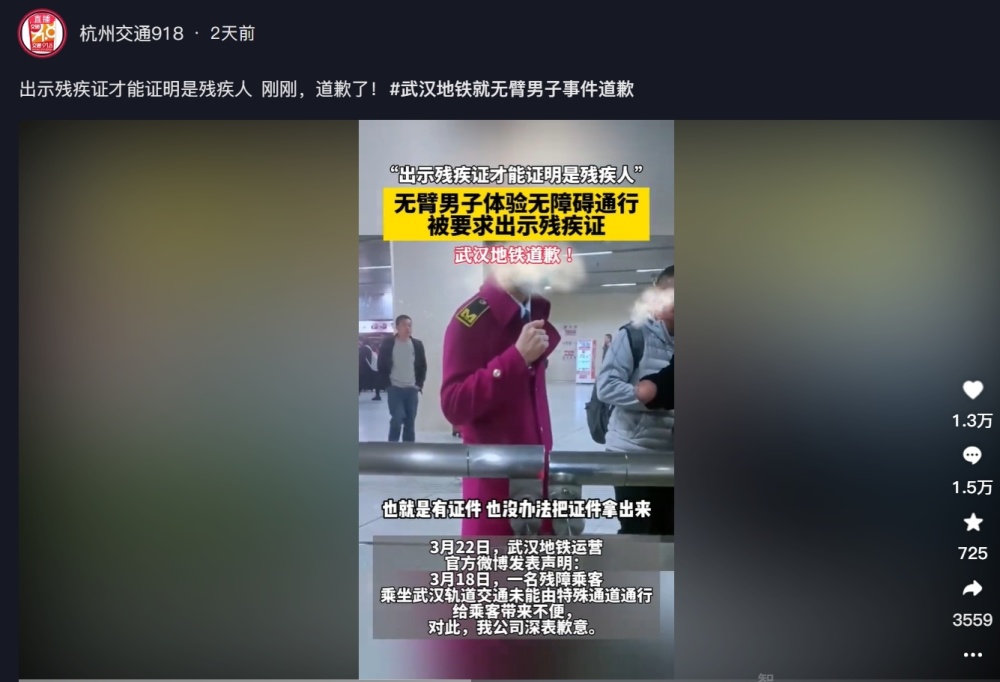 杭州交通918 · 2天前
出示残疾证才能证明是残疾人 刚刚，道歉了！#武汉地铁就无臂男子事件道歉
“出示残疾证才能证明是残疾人”
无臂男子体验无障碍通行
被要求出示残疾证
武汉地铁道歉！
也就是有证件 也没办法把证件拿出来
3月22日，武汉地铁运营
官方微博发表声明：
3月18日，一名残障乘客
乘坐武汉轨道交通未能由特殊通道通行
给乘客带来不便，
对此，我公司深表歉意。
1.3万
1.5万
725
3559